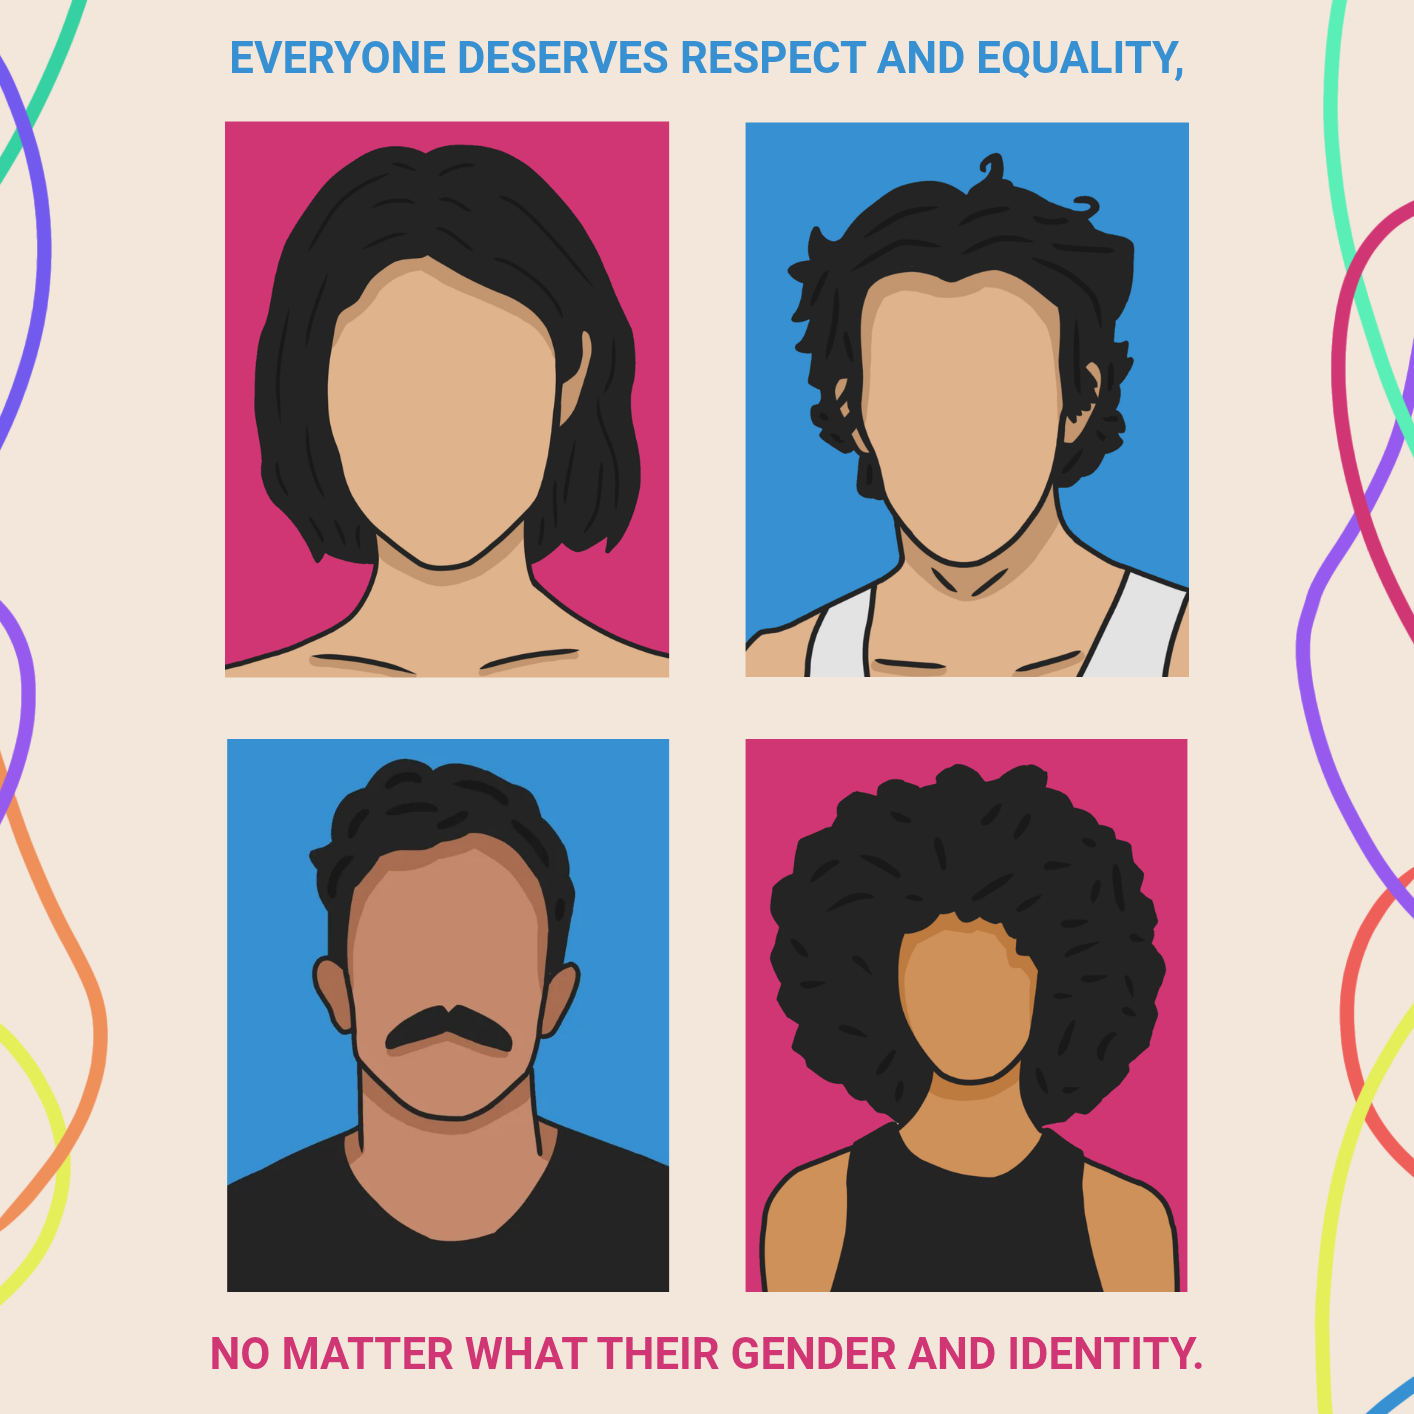 EVERYONE DESERVES RESPECT AND EQUALITY,
NO MATTER WHAT THEIR GENDER AND IDENTITY.